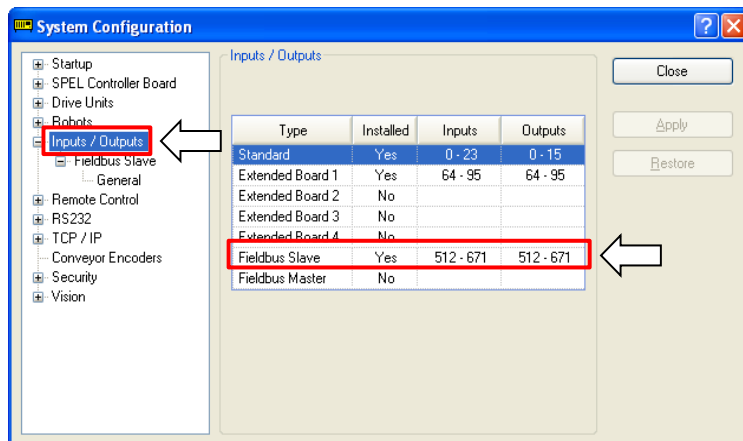 System Configuration
Startup
SPEL Controller Board
Drive Units
Robots
Inputs / Outputs
Fieldbus Slave
General
Remote Control
RS232
TCP / IP
Conveyor Encoders
Security
Vision
Inputs / Outputs
Type Installed Inputs Outputs
Standard Yes 0 - 23 0 - 15
Extended Board 1 Yes 64 - 95 64 - 95
Extended Board 2 No
Extended Board 3 No
Extended Board 4 No
Fieldbus Slave Yes 512 - 671 512 - 671
Fieldbus Master No
Close
Apply
Restore